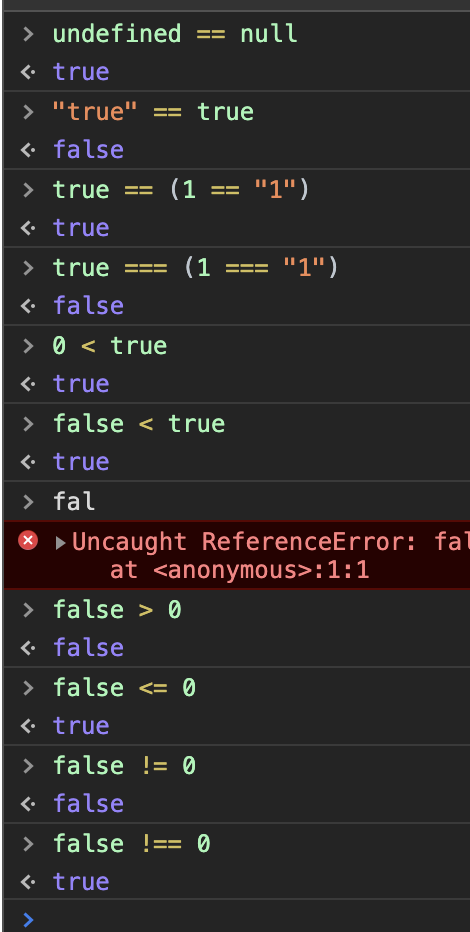 > undefined == null
< true
> "true" == true
< false
> true == (1 == "1")
< true
> true === (1 === "1")
< false
> 0 < true
< true
> false < true
< true
> fal
Uncaught ReferenceError: fal
at <anonymous>:1:1
> false > 0
< false
> false <= 0
< true
> false != 0
< false
> false !== 0
< true
>